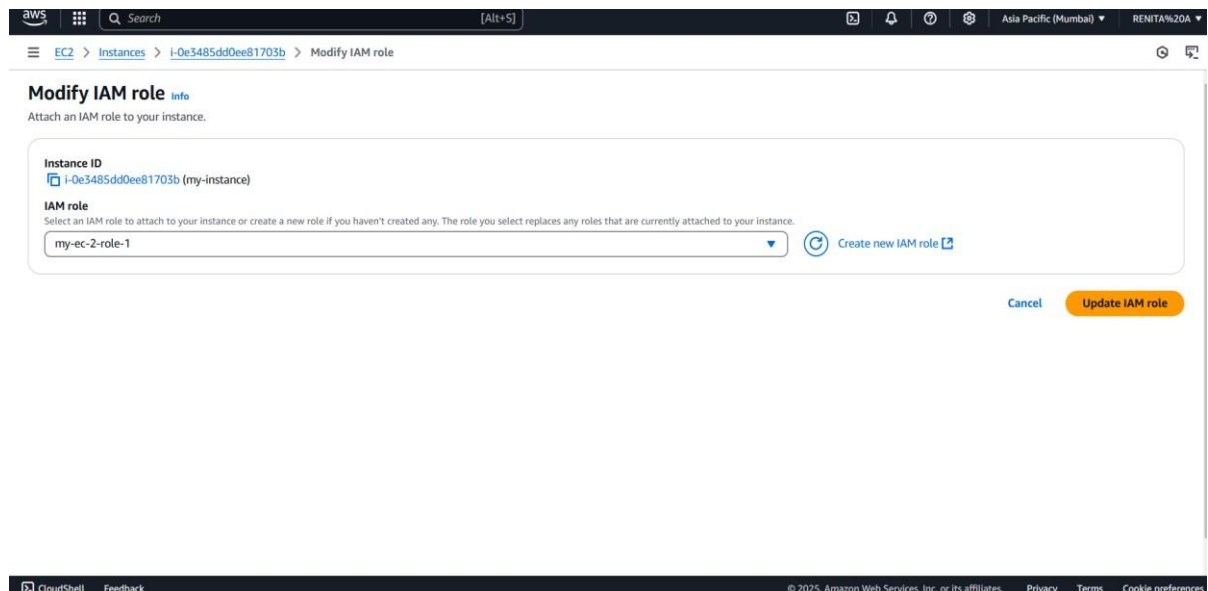 aws Search [Alt+S] Asia Pacific (Mumbai) RENITA%20A
EC2 > Instances > i-0e3485dd0ee81703b > Modify IAM role
Modify IAM role Info
Attach an IAM role to your instance.
Instance ID
i-0e3485dd0ee81703b (my-instance)
IAM role
Select an IAM role to attach to your instance or create a new role if you haven't created any. The role you select replaces any roles that are currently attached to your instance.
my-ec-2-role-1 Create new IAM role
Cancel Update IAM role
CloudShell Feedback © 2025, Amazon Web Services, Inc. or its affiliates. Privacy Terms Cookie preferences